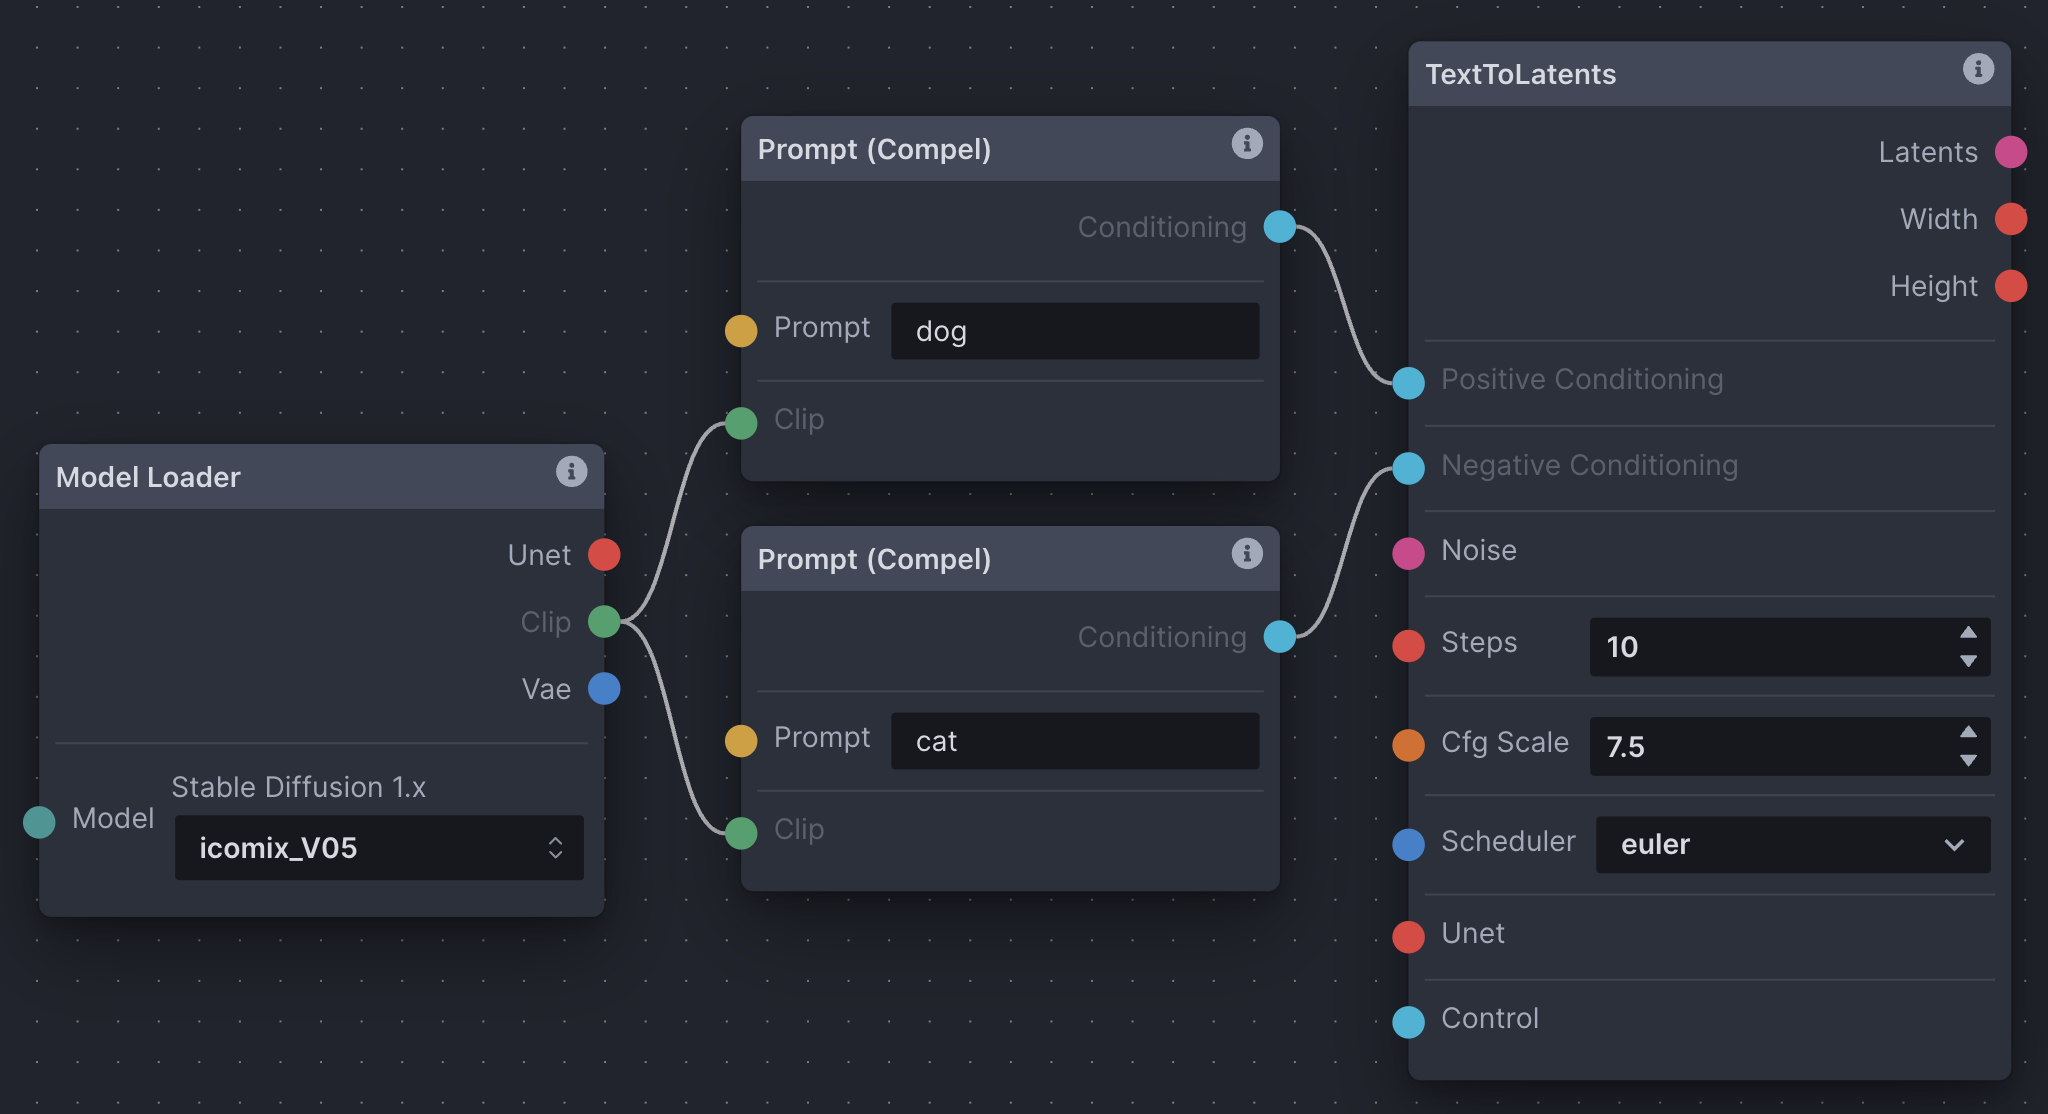 Model Loader
Unet
Clip
Vae
Stable Diffusion 1.x
Model
icomix_V05
Prompt (Compel)
Conditioning
Prompt dog
Clip
Prompt (Compel)
Conditioning
Prompt cat
Clip
TextToLatents
Latents
Width
Height
Positive Conditioning
Negative Conditioning
Noise
Steps 10
Cfg Scale 7.5
Scheduler euler
Unet
Control